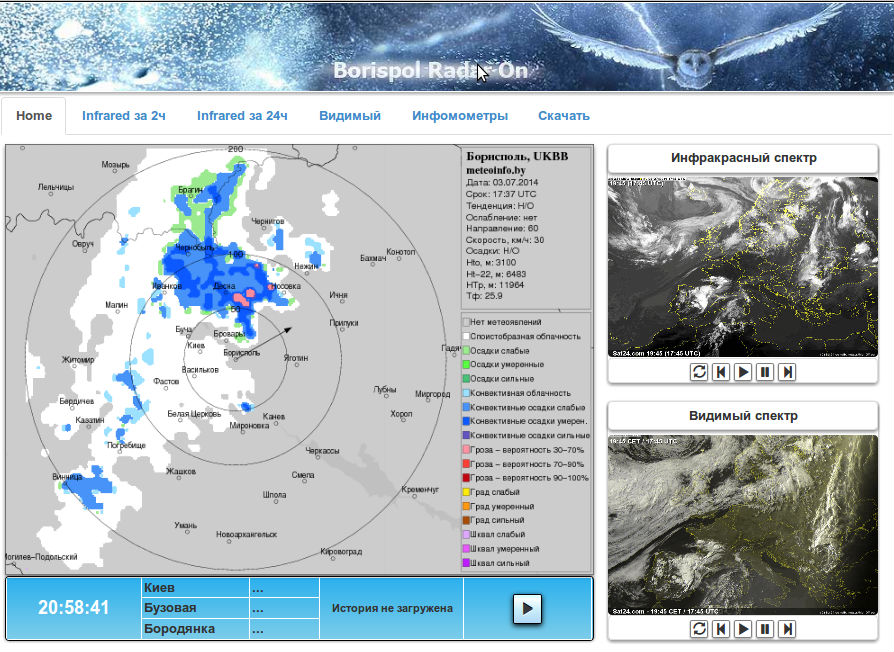 Borispol Radar On
Home
Infrared за 2ч
Infrared за 24ч
Видимый
Инфомометры
Скачать
200
Мозырь
Лельчицы
Брагин
Чернигов
Овруч
Чернобыль
Конотоп
100
Бахмач
Нежин
Иванков
Десна
Носовка
Ичня
Малин
50
Прилуки
Буча
Бровары
Киев
Борисполь
Гадяч
Житомир
Яготин
Васильков
Фастов
Лубны
Миргород
Бердичев
Белая Церковь
Канев
Хорол
Казатин
Мироновка
Погребище
Черкассы
Жашков
Винница
Смела
Кременчуг
Шпола
Умань
Новоархангельск
Кировоград
Могилев-Подольский
Борисполь, UKBB
meteoinfo.by
Дата: 03.07.2014
Срок: 17:37 UTC
Тенденция: Н/О
Ослабление: нет
Направление: 60
Скорость, км/ч: 30
Осадки: Н/О
Hто, м: 3100
Ht-22, м: 6483
HTр, м: 11964
Tф: 25.9
Нет метеоявлений
Слоистообразная облачность
Осадки слабые
Осадки умеренные
Осадки сильные
Конвективная облачность
Конвективные осадки слабые
Конвективные осадки умерен.
Конвективные осадки сильные
Гроза – вероятность 30–70%
Гроза – вероятность 70–90%
Гроза – вероятность 90–100%
Град слабый
Град умеренный
Град сильный
Шквал слабый
Шквал умеренный
Шквал сильный
20:58:41
Киев ...
Бузовая ...
Бородянка ...
История не загружена
Инфракрасный спектр
19:45 (17:45 UTC)
Sat24.com 19:45 (17:45 UTC)
Видимый спектр
19:45 CET / 17:45 UTC
Sat24.com - 19:45 CET / 17:45 UTC